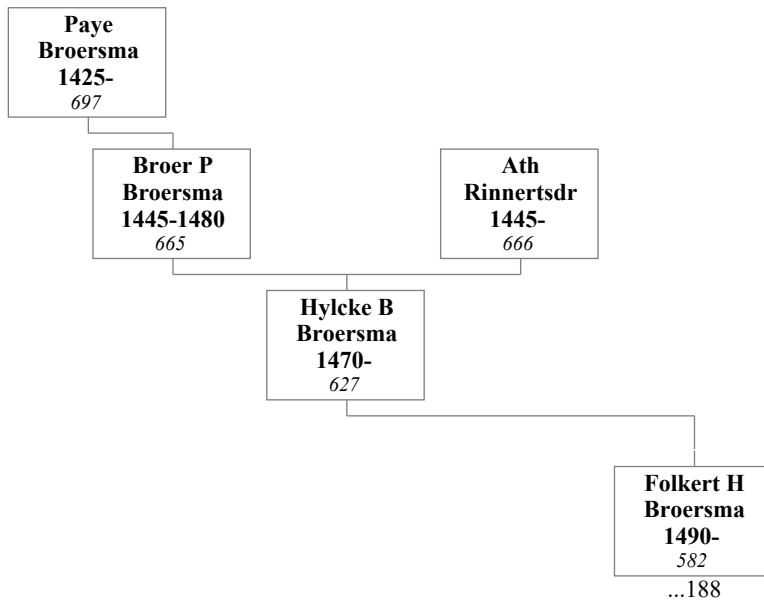 Paye
Broersma
1425-
697
Broer P
Broersma
1445-1480
665
Ath
Rinnertsdr
1445-
666
Hylcke B
Broersma
1470-
627
Folkert H
Broersma
1490-
582
...188